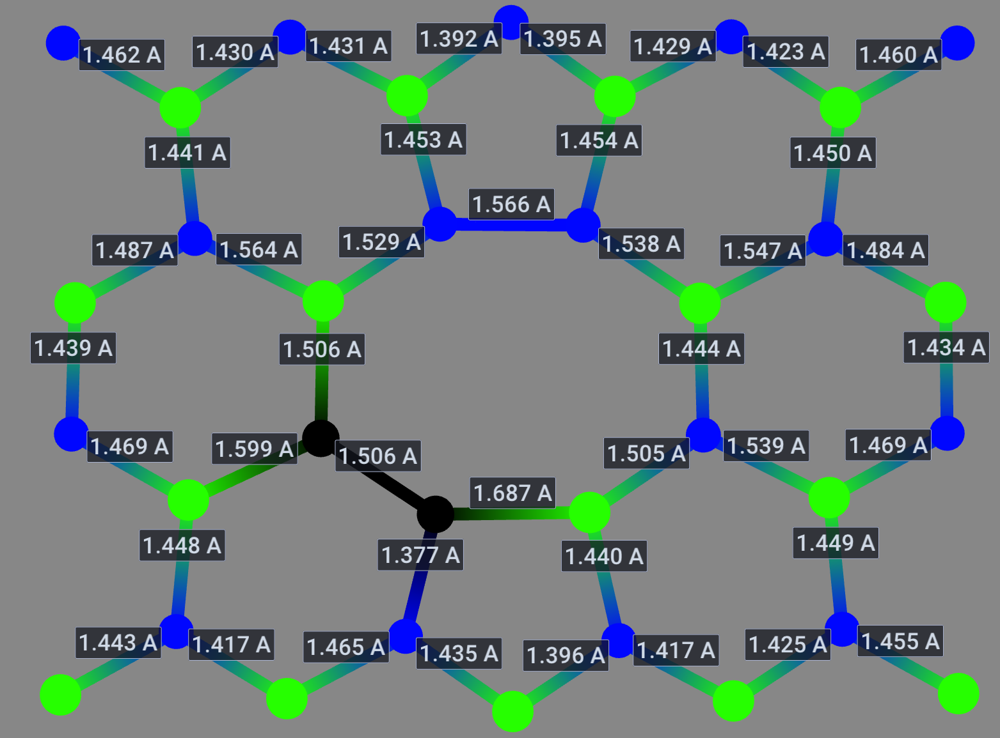 1.462 A
1.430 A
1.431 A
1.392 A
1.395 A
1.429 A
1.423 A
1.460 A
1.441 A
1.453 A
1.454 A
1.450 A
1.566 A
1.487 A
1.564 A
1.529 A
1.538 A
1.547 A
1.484 A
1.439 A
1.506 A
1.444 A
1.434 A
1.469 A
1.599 A
1.506 A
1.505 A
1.539 A
1.469 A
1.687 A
1.448 A
1.377 A
1.440 A
1.449 A
1.443 A
1.417 A
1.465 A
1.435 A
1.396 A
1.417 A
1.425 A
1.455 A